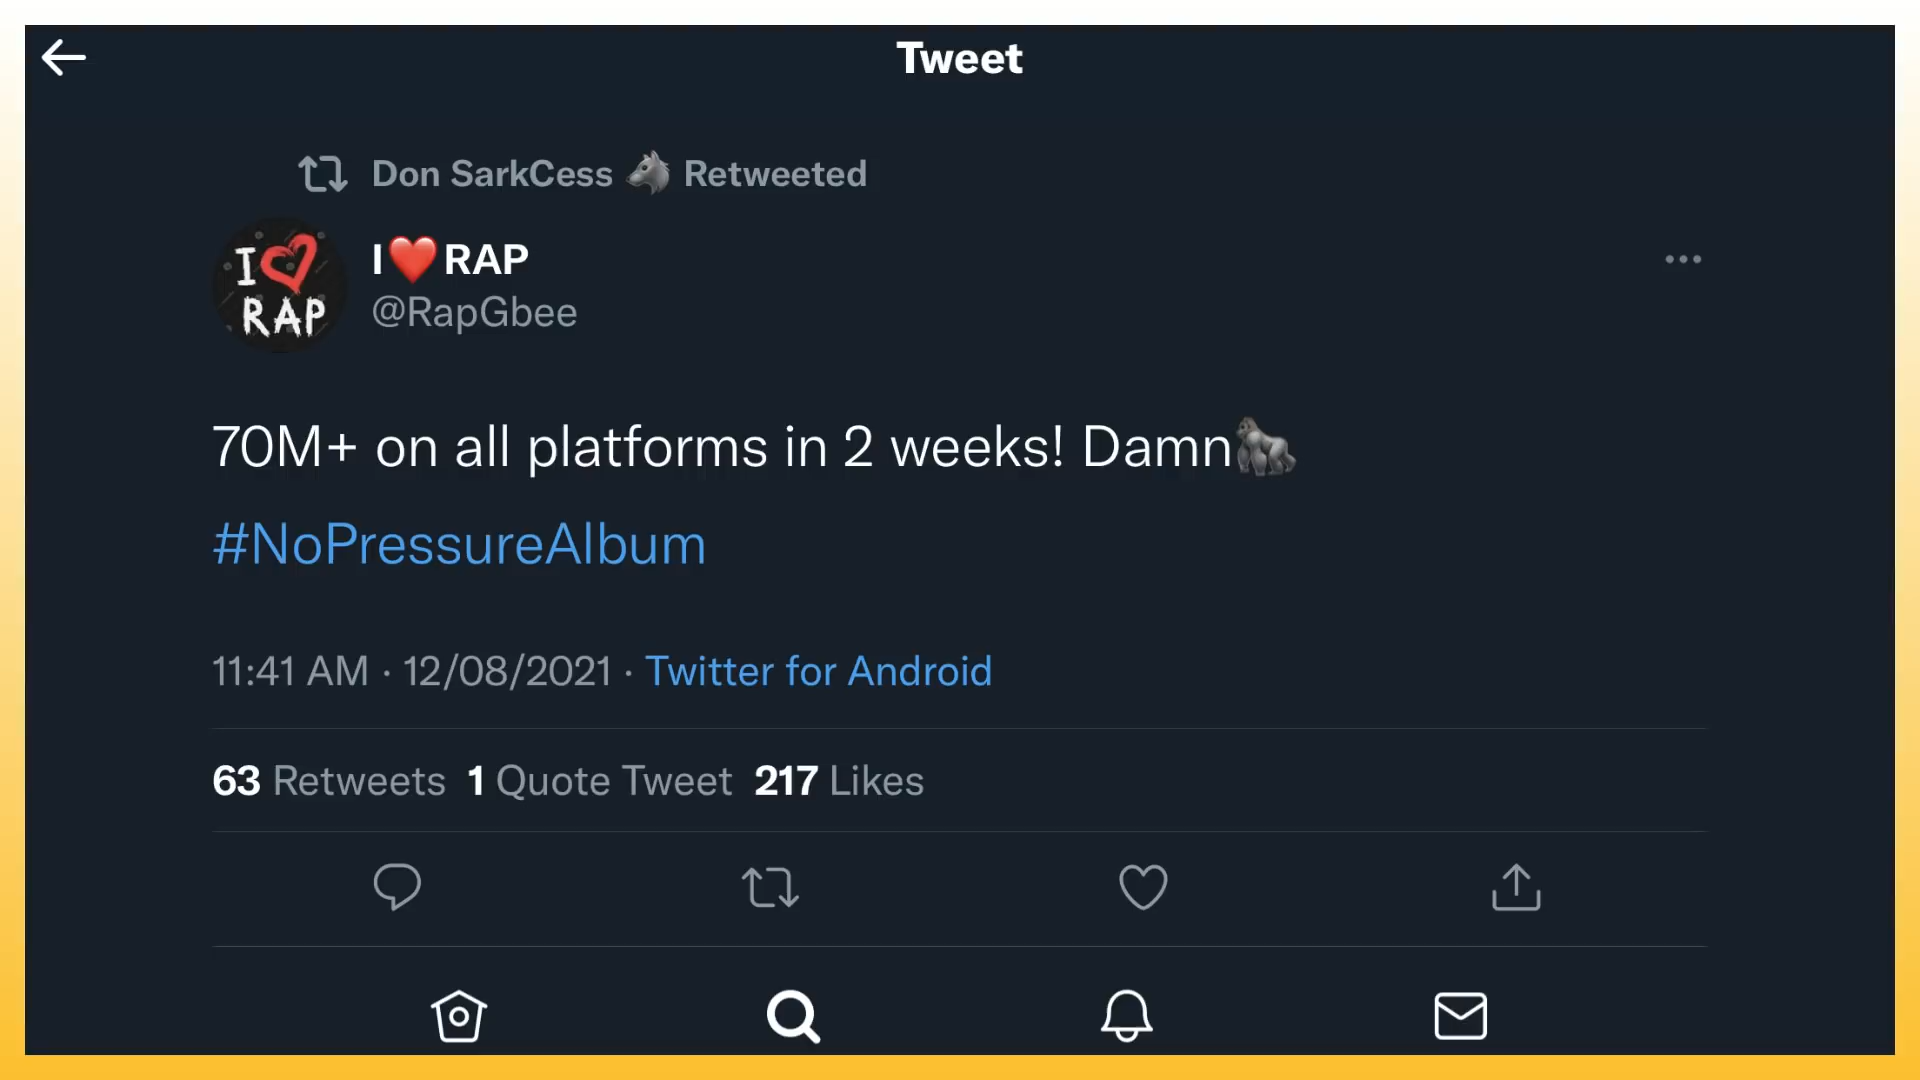 Tweet
Don SarkCess 🐺 Retweeted
I ❤️ RAP
I❤️RAP
@RapGbee
70M+ on all platforms in 2 weeks! Damn🦍
#NoPressureAlbum
11:41 AM · 12/08/2021 · Twitter for Android
63 Retweets 1 Quote Tweet 217 Likes